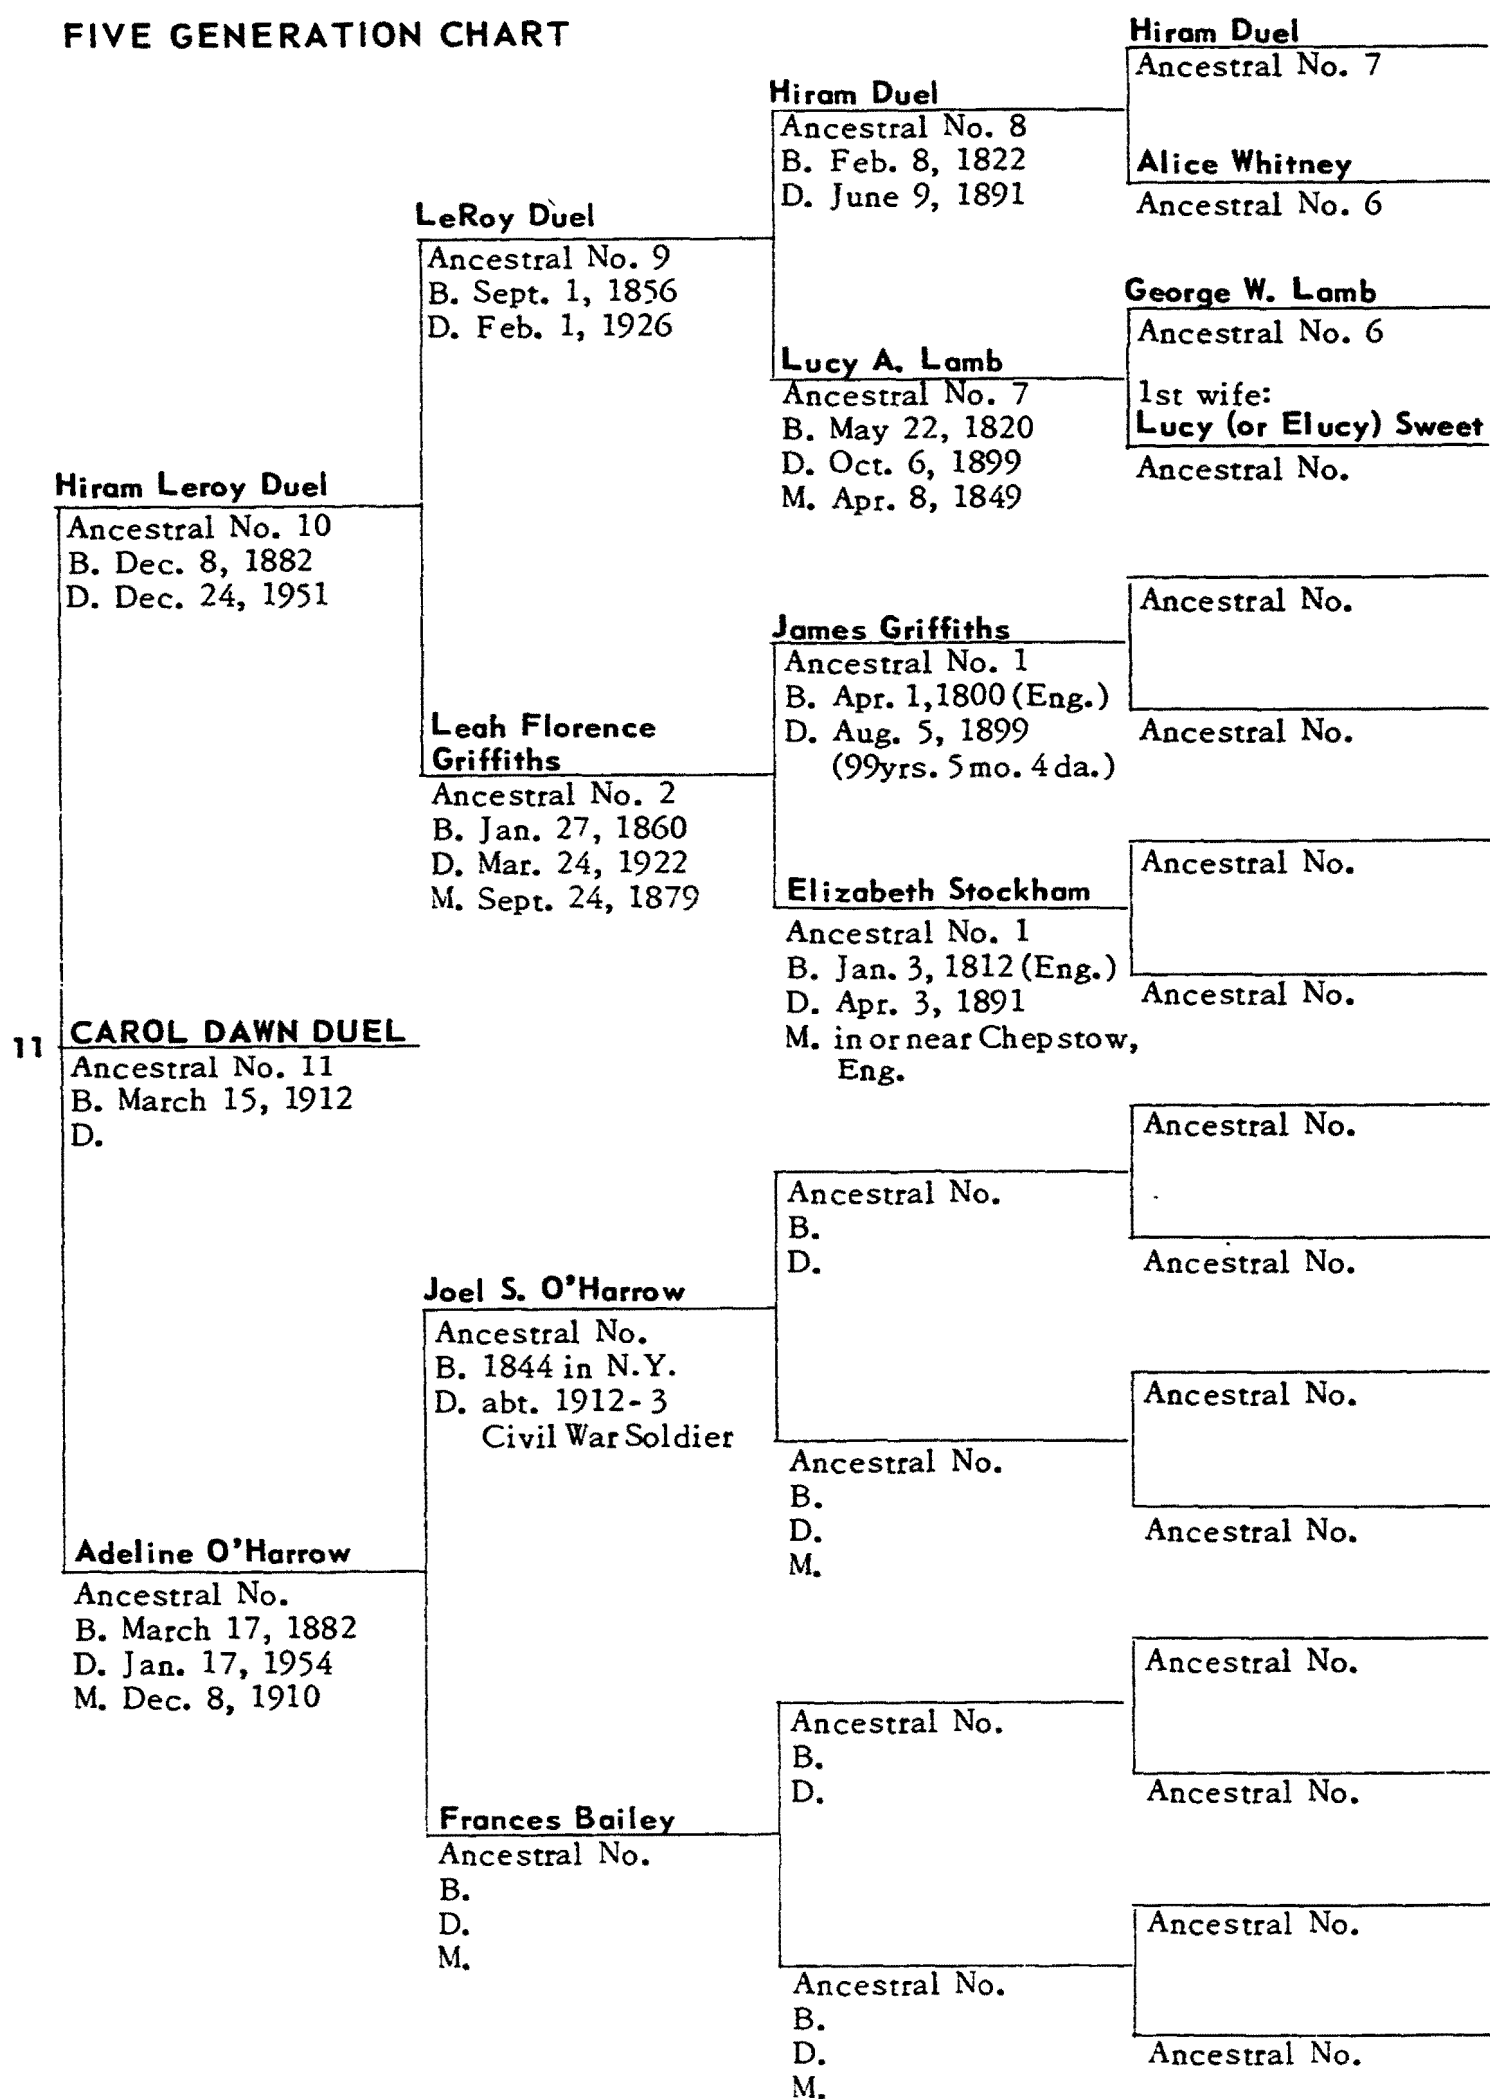 FIVE GENERATION CHART
Hiram Duel
Ancestral No. 7
Hiram Duel
Ancestral No. 8
B. Feb. 8, 1822
D. June 9, 1891
Alice Whitney
Ancestral No. 6
LeRoy Duel
Ancestral No. 9
B. Sept. 1, 1856
D. Feb. 1, 1926
George W. Lamb
Ancestral No. 6
1st wife:
Lucy (or Elucy) Sweet
Ancestral No.
Lucy A. Lamb
Ancestral No. 7
B. May 22, 1820
D. Oct. 6, 1899
M. Apr. 8, 1849
Hiram Leroy Duel
Ancestral No. 10
B. Dec. 8, 1882
D. Dec. 24, 1951
Ancestral No.
James Griffiths
Ancestral No. 1
B. Apr. 1,1800 (Eng.)
D. Aug. 5, 1899
(99yrs. 5mo. 4da.)
Ancestral No.
Leah Florence
Griffiths
Ancestral No. 2
B. Jan. 27, 1860
D. Mar. 24, 1922
M. Sept. 24, 1879
Ancestral No.
Elizabeth Stockham
Ancestral No. 1
B. Jan. 3, 1812 (Eng.)
D. Apr. 3, 1891
M. in or near Chepstow,
Eng.
Ancestral No.
11
CAROL DAWN DUEL
Ancestral No. 11
B. March 15, 1912
D.
Ancestral No.
Ancestral No.
B.
D.
Ancestral No.
Joel S. O'Harrow
Ancestral No.
B. 1844 in N.Y.
D. abt. 1912-3
Civil War Soldier
Ancestral No.
Ancestral No.
B.
D.
M.
Ancestral No.
Adeline O'Harrow
Ancestral No.
B. March 17, 1882
D. Jan. 17, 1954
M. Dec. 8, 1910
Ancestral No.
Ancestral No.
B.
D.
Ancestral No.
Frances Bailey
Ancestral No.
B.
D.
M.
Ancestral No.
Ancestral No.
B.
D.
M.
Ancestral No.